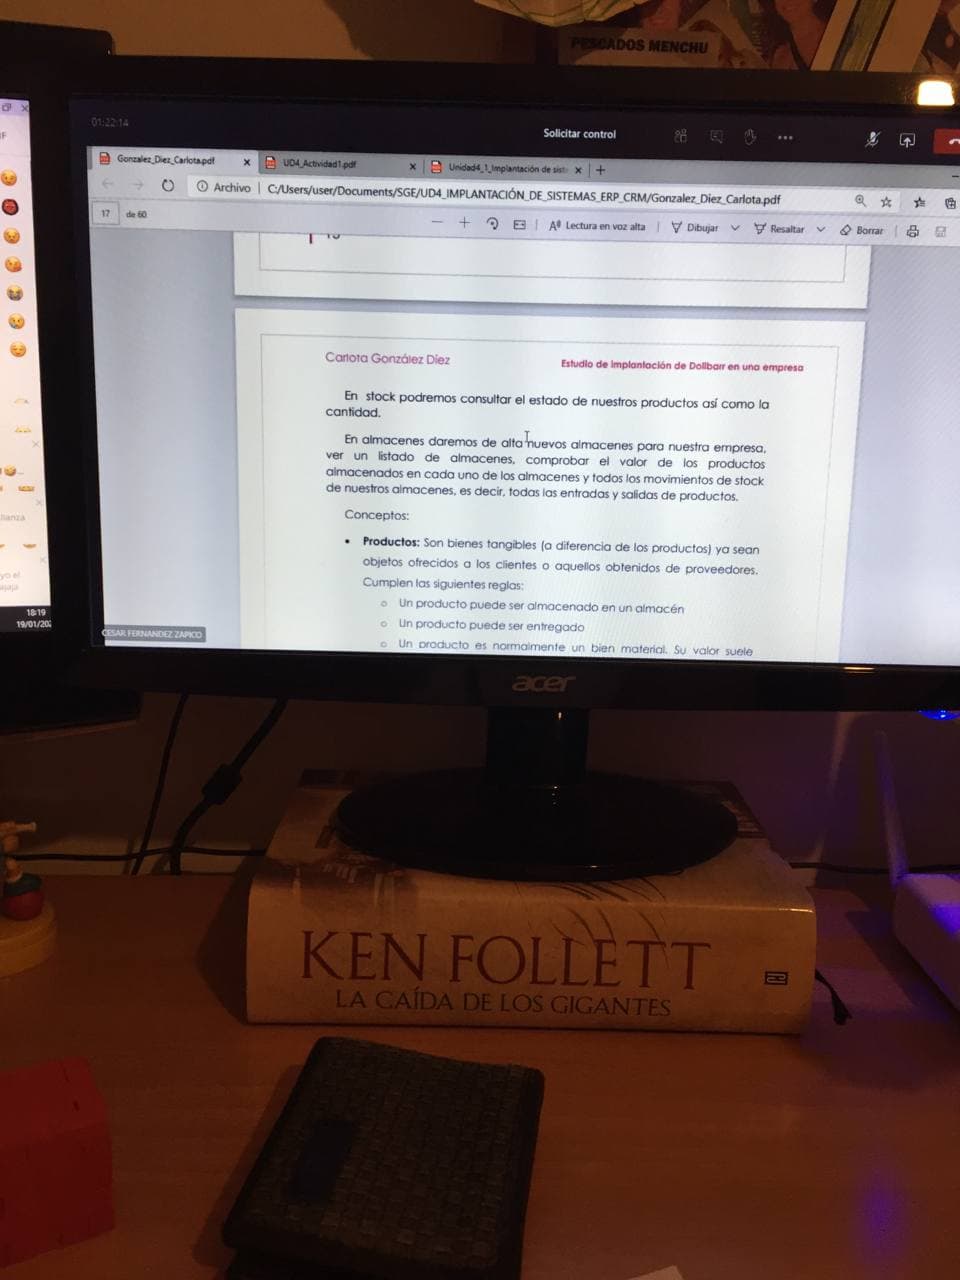 PESCADOS MENCHU
01:22:14
Solicitar control
Gonzalez_Diez_Carlota.pdf
UD4_Actividad1.pdf
Unidad4_1_Implantación de siste
Archivo
C:/Users/user/Documents/SGE/UD4_IMPLANTACIÓN_DE_SISTEMAS_ERP_CRM/Gonzalez_Diez_Carlota.pdf
17 de 60
Lectura en voz alta
Dibujar
Resaltar
Borrar
Carlota González Díez
Estudio de implantación de Dolibarr en una empresa
En stock podremos consultar el estado de nuestros productos así como la
cantidad.
En almacenes daremos de alta nuevos almacenes para nuestra empresa,
ver un listado de almacenes, comprobar el valor de los productos
almacenados en cada uno de los almacenes y todos los movimientos de stock
de nuestros almacenes, es decir, todas las entradas y salidas de productos.
Conceptos:
• Productos: Son bienes tangibles (a diferencia de los productos) ya sean
objetos ofrecidos a los clientes o aquellos obtenidos de proveedores.
Cumplen las siguientes reglas:
o Un producto puede ser almacenado en un almacén
o Un producto puede ser entregado
o Un producto es normalmente un bien material. Su valor suele
CESAR FERNANDEZ ZAPICO
18:19
19/01/202
acer
KEN FOLLETT
LA CAÍDA DE LOS GIGANTES